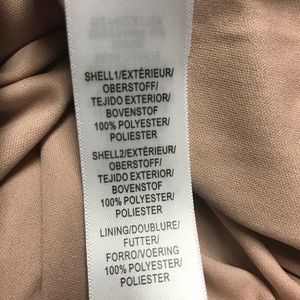 SHELL1/EXTÉRIEUR/
OBERSTOFF/
TEJIDO EXTERIOR/
BOVENSTOF
100% POLYESTER/
POLIESTER
SHELL2/EXTÉRIEUR/
OBERSTOFF/
TEJIDO EXTERIOR/
BOVENSTOF
100% POLYESTER/
POLIESTER
LINING/DOUBLURE/
FUTTER/
FORRO/VOERING
100% POLYESTER/
POLIESTER